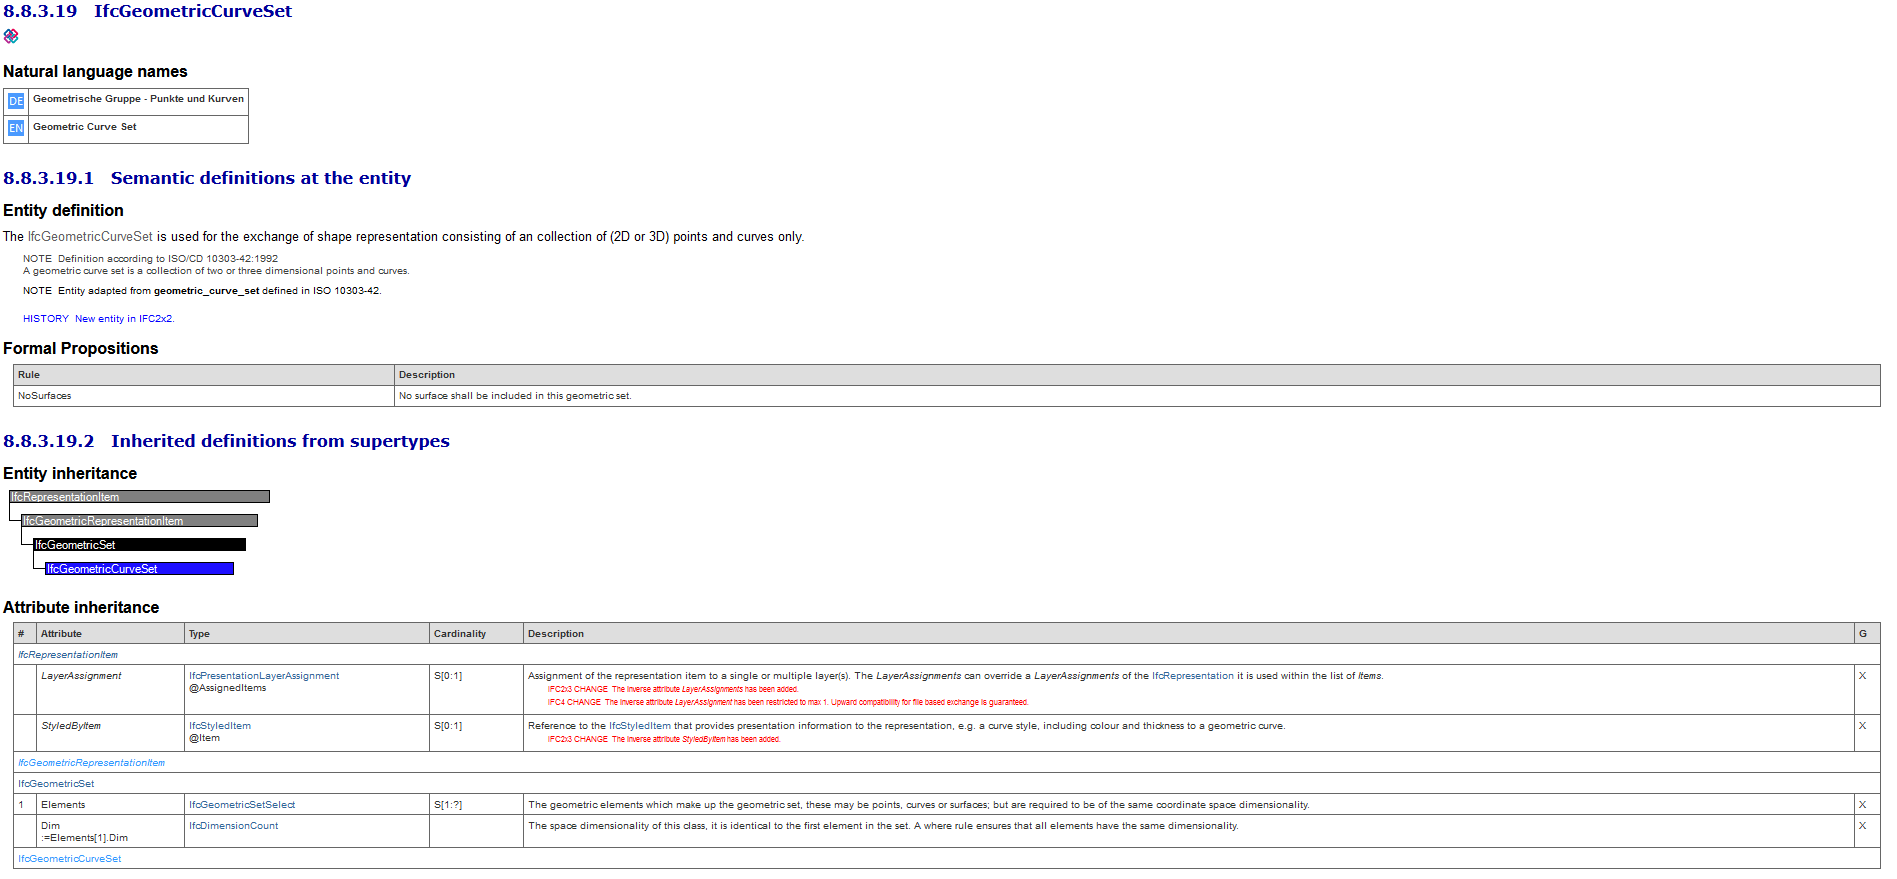 8.8.3.19 IfcGeometricCurveSet
Natural language names
DE Geometrische Gruppe - Punkte und Kurven
EN Geometric Curve Set
8.8.3.19.1 Semantic definitions at the entity
Entity definition
The IfcGeometricCurveSet is used for the exchange of shape representation consisting of an collection of (2D or 3D) points and curves only.
NOTE Definition according to ISO/CD 10303-42:1992
A geometric curve set is a collection of two or three dimensional points and curves.
NOTE Entity adapted from geometric_curve_set defined in ISO 10303-42.
HISTORY New entity in IFC2x2.
Formal Propositions
Rule Description
NoSurfaces No surface shall be included in this geometric set.
8.8.3.19.2 Inherited definitions from supertypes
Entity inheritance
IfcRepresentationItem
IfcGeometricRepresentationItem
IfcGeometricSet
IfcGeometricCurveSet
Attribute inheritance
# Attribute Type Cardinality Description G
IfcRepresentationItem
LayerAssignment IfcPresentationLayerAssignment S[0:1] Assignment of the representation item to a single or multiple layer(s). The LayerAssignments can override a LayerAssignments of the IfcRepresentation it is used within the list of Items. X
@AssignedItems IFC2x3 CHANGE The inverse attribute LayerAssignments has been added.
IFC4 CHANGE The inverse attribute LayerAssignment has been restricted to max 1. Upward compatibility for file based exchange is guaranteed.
StyledByItem IfcStyledItem S[0:1] Reference to the IfcStyledItem that provides presentation information to the representation, e.g. a curve style, including colour and thickness to a geometric curve. X
@Item IFC2x3 CHANGE The inverse attribute StyledByItem has been added.
IfcGeometricRepresentationItem
IfcGeometricSet
1 Elements IfcGeometricSetSelect S[1:?] The geometric elements which make up the geometric set, these may be points, curves or surfaces; but are required to be of the same coordinate space dimensionality. X
Dim IfcDimensionCount The space dimensionality of this class, it is identical to the first element in the set. A where rule ensures that all elements have the same dimensionality. X
:=Elements[1].Dim
IfcGeometricCurveSet